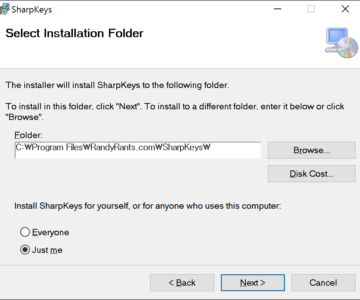 SharpKeys
Select Installation Folder
The installer will install SharpKeys to the following folder.
To install in this folder, click "Next". To install to a different folder, enter it below or click
"Browse".
Folder:
C:₩Program Files₩RandyRants.com₩SharpKeys₩
Browse...
Disk Cost...
Install SharpKeys for yourself, or for anyone who uses this computer:
Everyone
Just me
< Back
Next >
Cancel